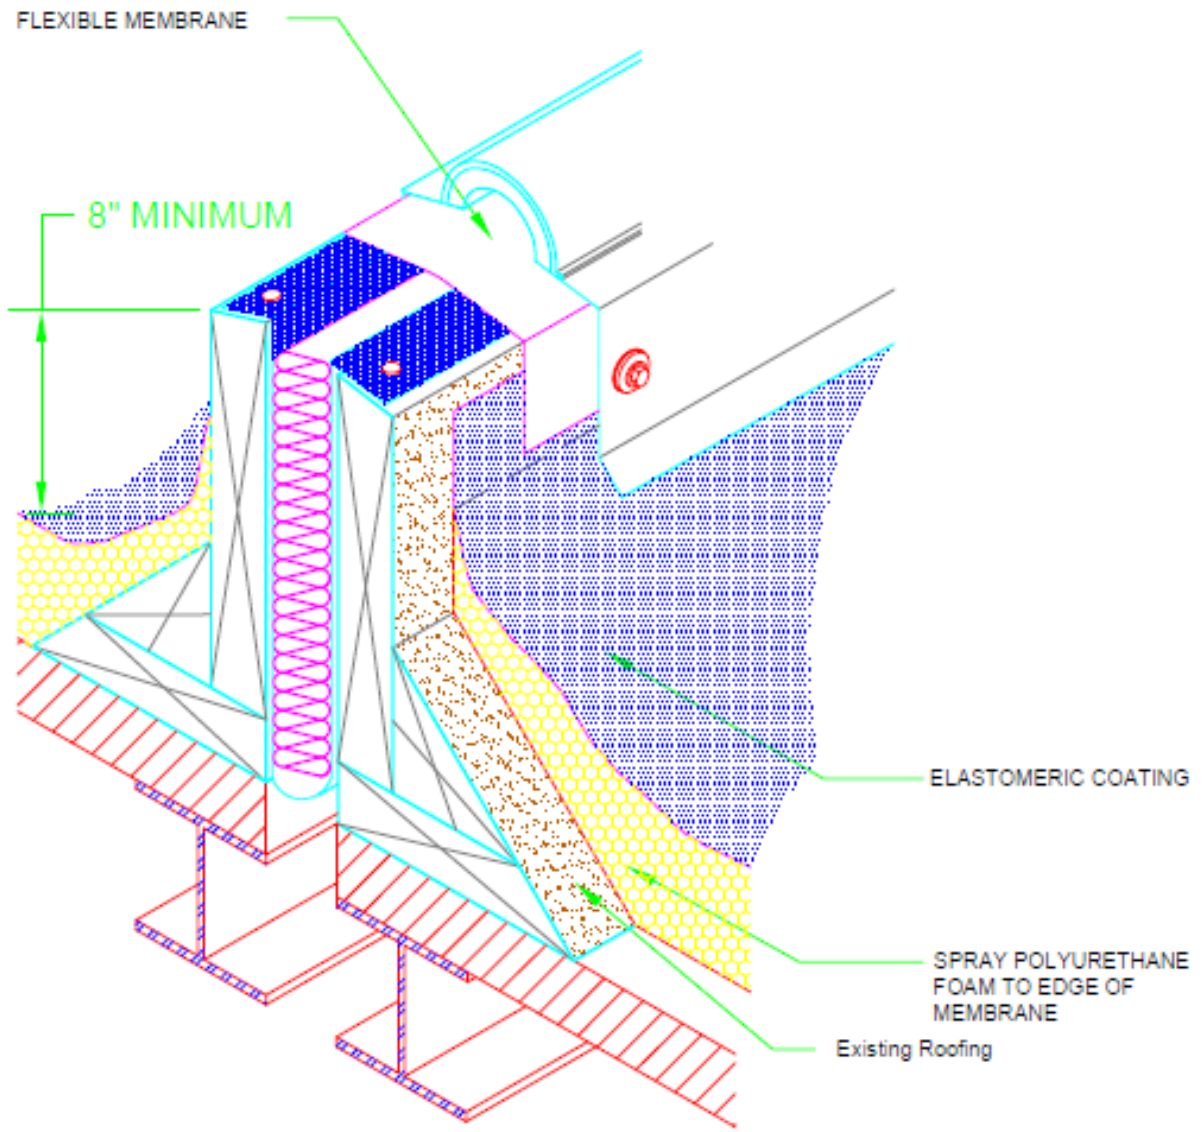 FLEXIBLE MEMBRANE
8" MINIMUM
ELASTOMERIC COATING
SPRAY POLYURETHANE
FOAM TO EDGE OF
MEMBRANE
Existing Roofing